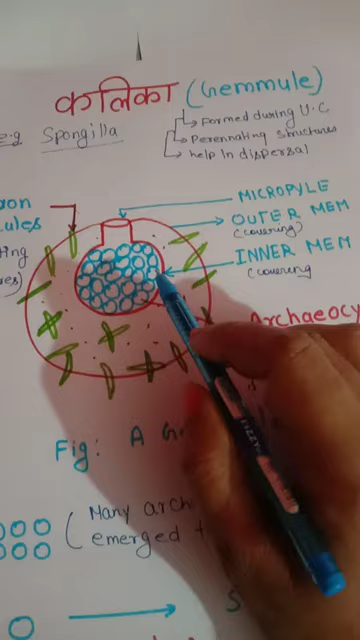 कलिका (Gemmule)
e.g Spongilla
Formed during U.C
Perennating structures
help In dispersal
MICROPYLE
OUTER MEM
(covering)
INNER MEM
(covering
Archaeocy
Fig: A G
(Many arch
emerged t
S
FIZZY